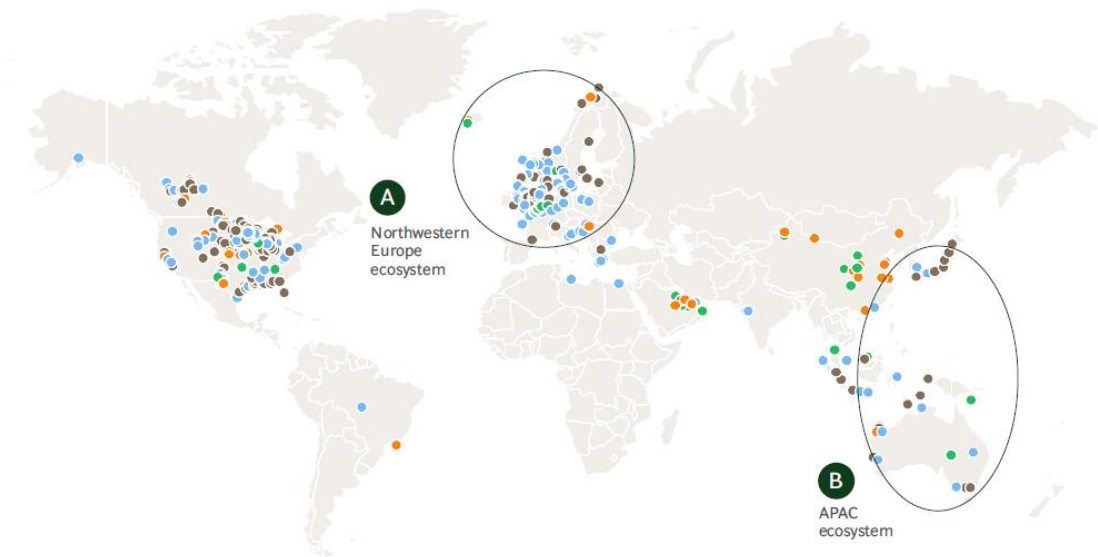 A
Northwestern
Europe
ecosystem
B
APAC
ecosystem